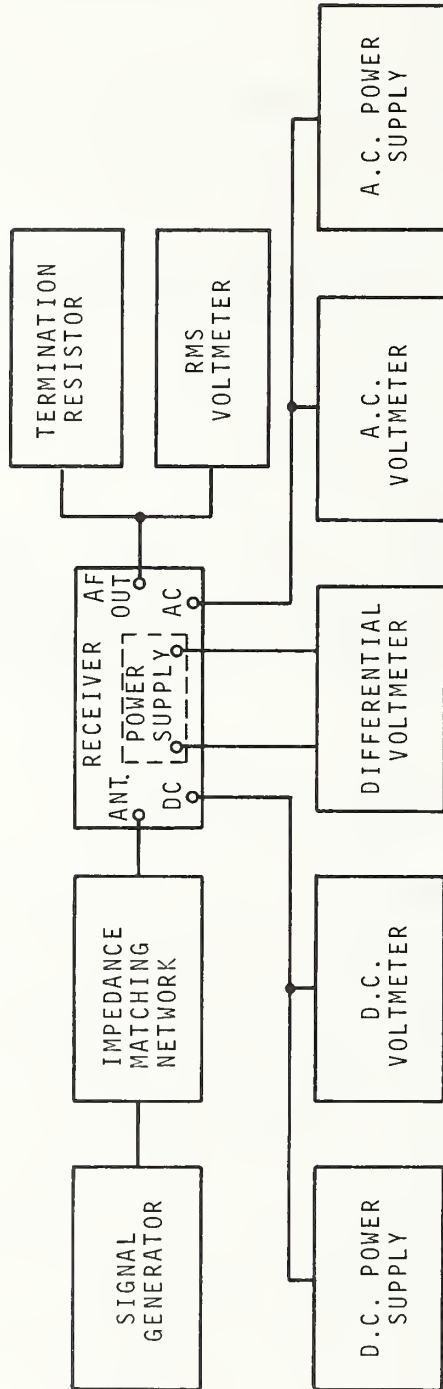 SIGNAL
GENERATOR
IMPEDANCE
MATCHING
NETWORK
RECEIVER
ANT.
AF
OUT
POWER
SUPPLY
DC
AC
TERMINATION
RESISTOR
RMS
VOLTMETER
D.C. POWER
SUPPLY
D.C.
VOLTMETER
DIFFERENTIAL
VOLTMETER
A.C.
VOLTMETER
A.C. POWER
SUPPLY